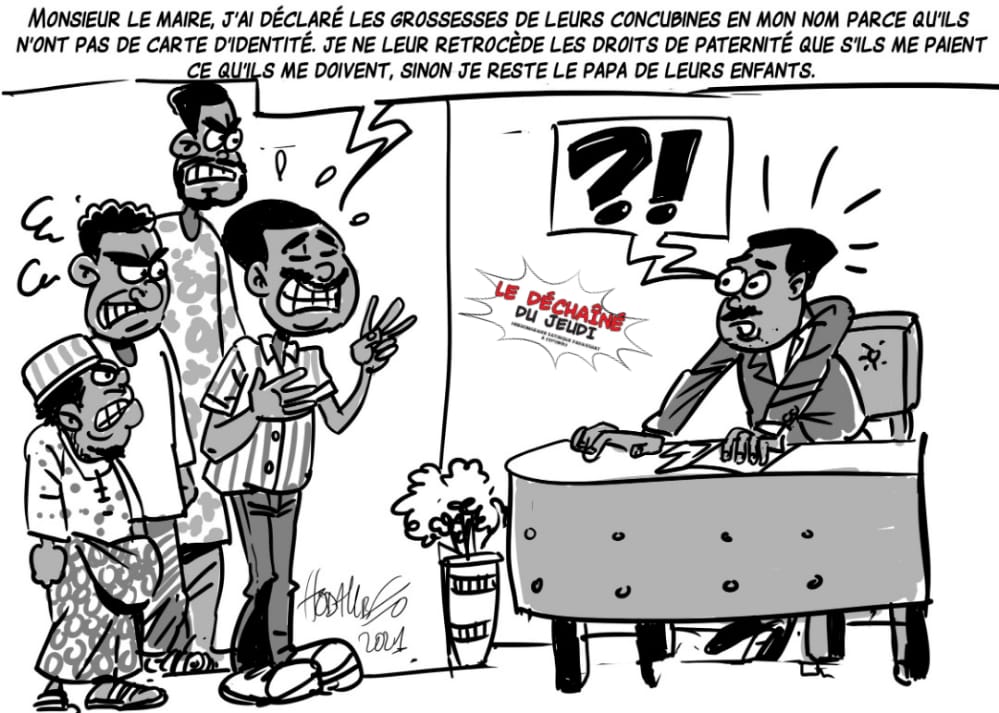 MONSIEUR LE MAIRE, J'AI DÉCLARÉ LES GROSSESSES DE LEURS CONCUBINES EN MON NOM PARCE QU'ILS
N'ONT PAS DE CARTE D'IDENTITÉ. JE NE LEUR RETROCÈDE LES DROITS DE PATERNITÉ QUE S'ILS ME PAIENT
CE QU'ILS ME DOIVENT, SINON JE RESTE LE PAPA DE LEURS ENFANTS.
?!
LE DÉCHAÎNÉ
DU JEUDI
2021